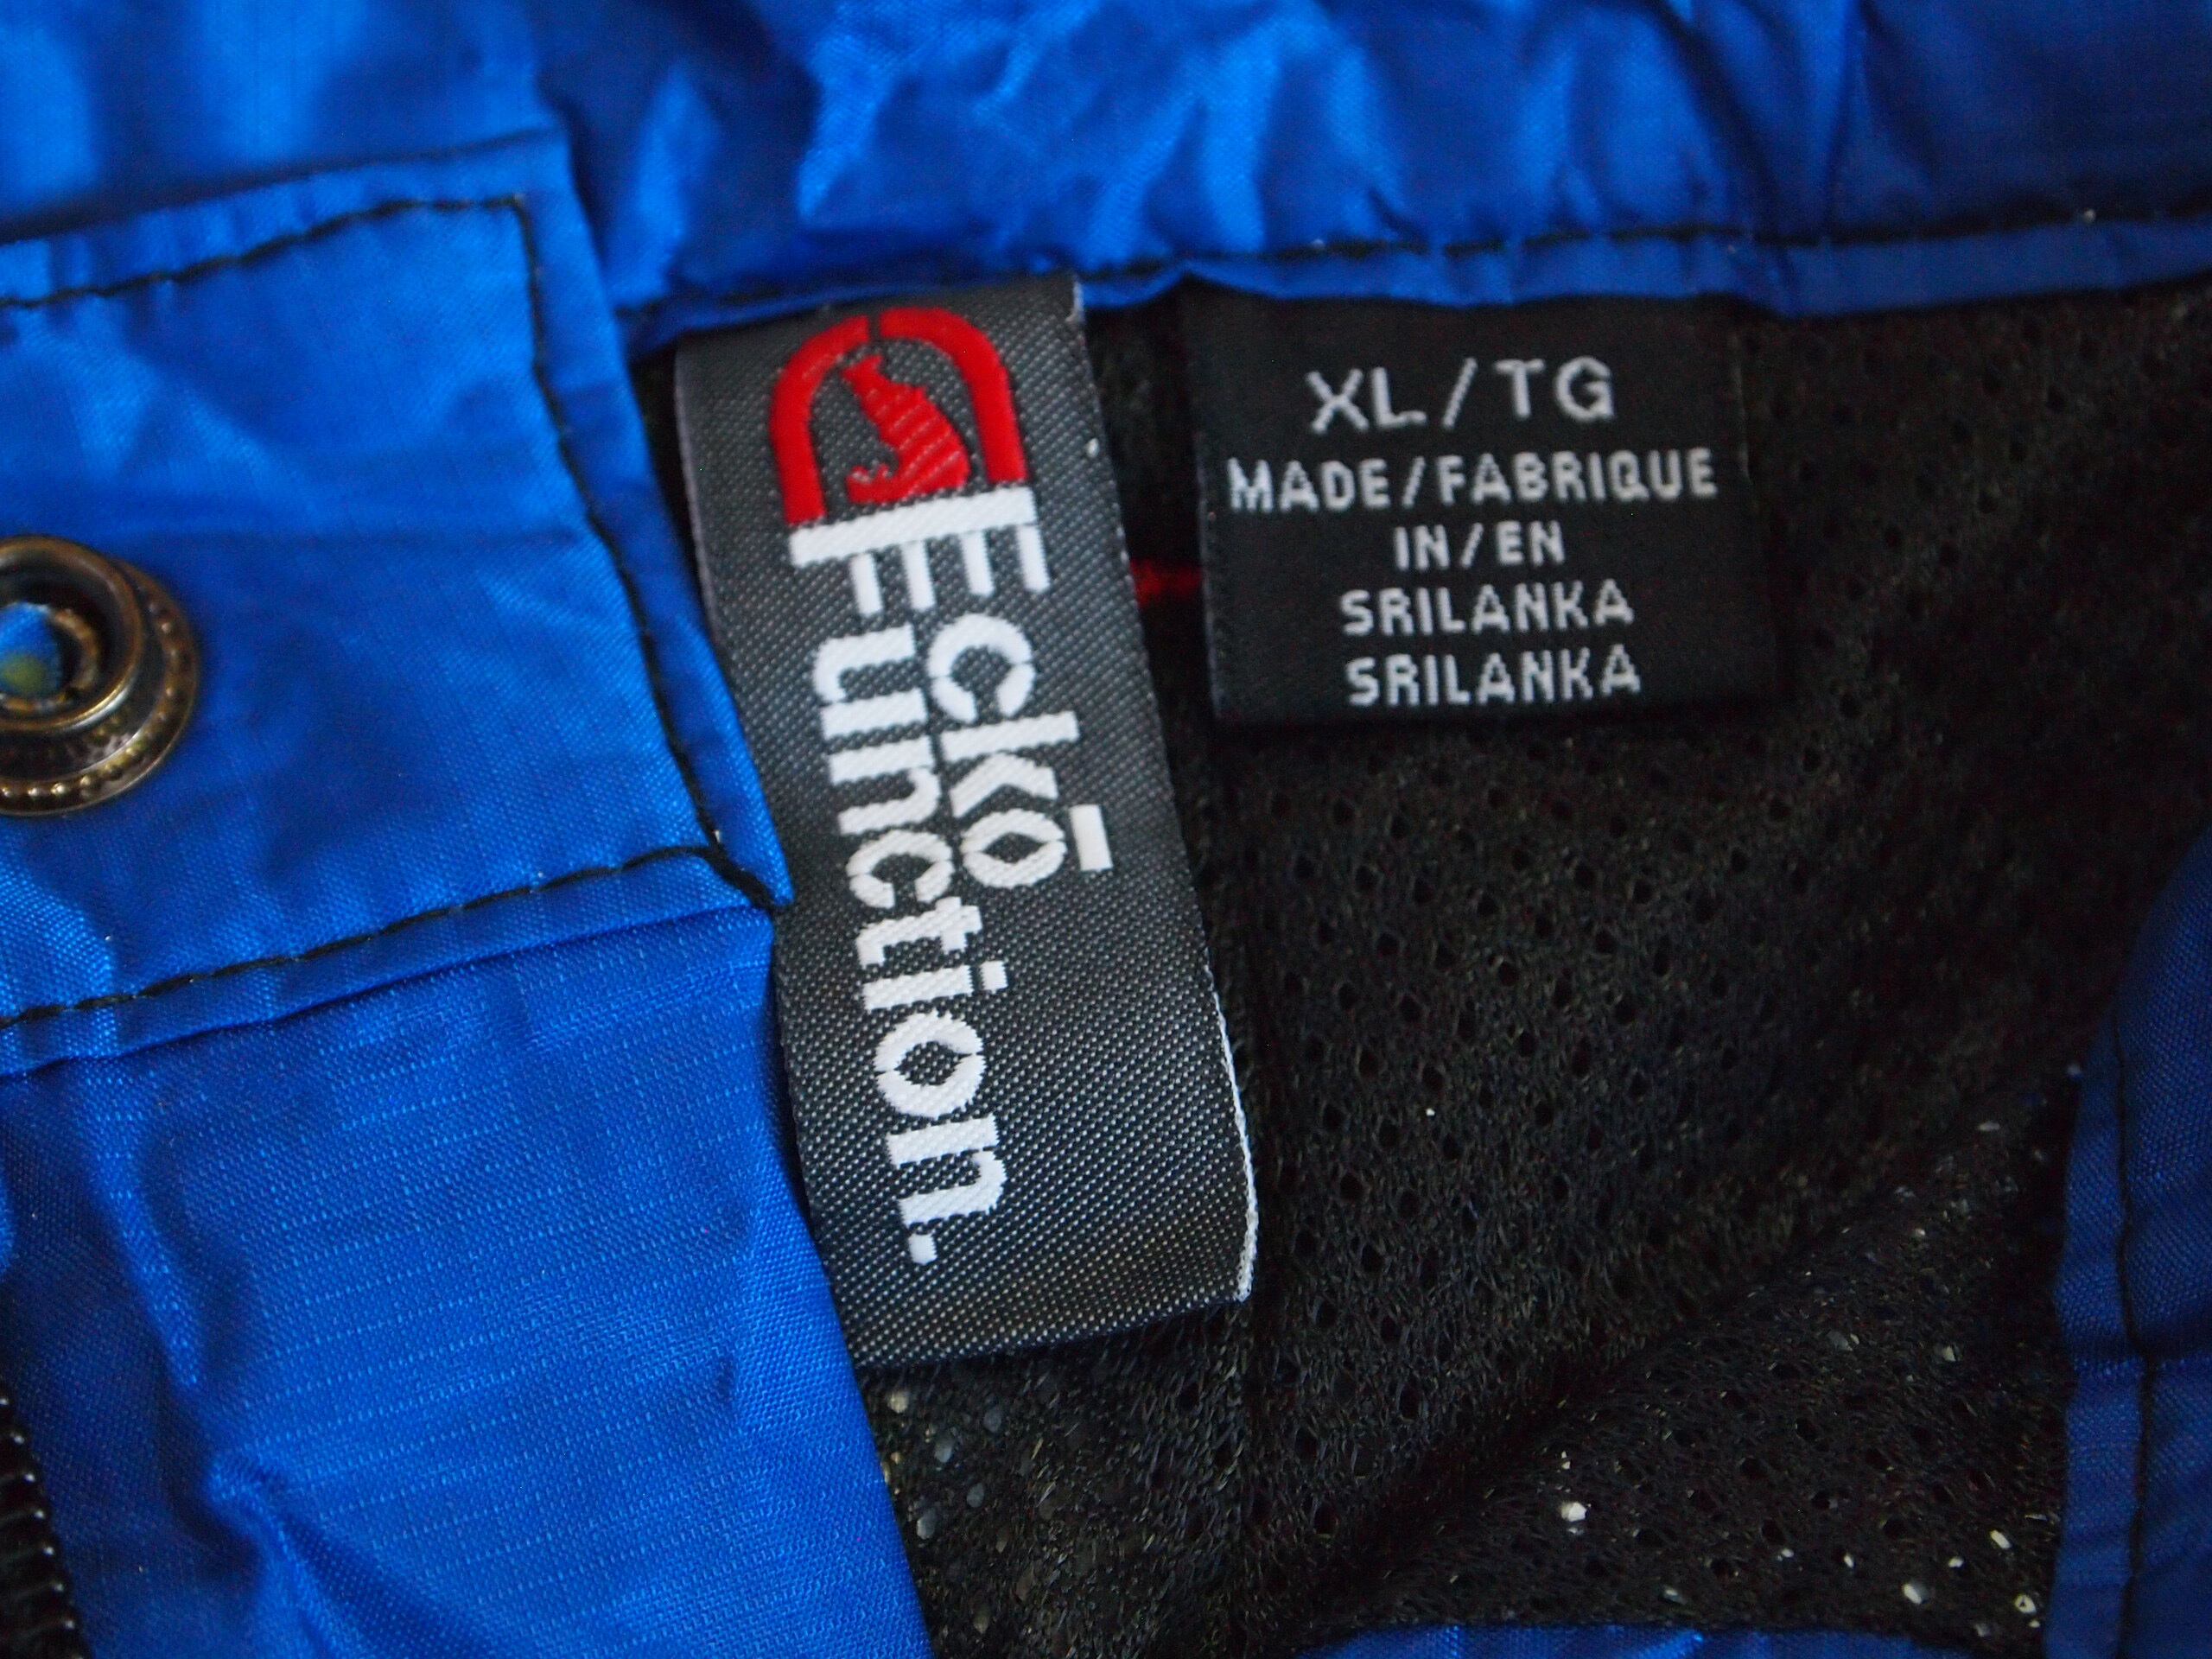 Eckō
Function.
XL/TG
MADE/FABRIQUE
IN/EN
SRILANKA
SRILANKA